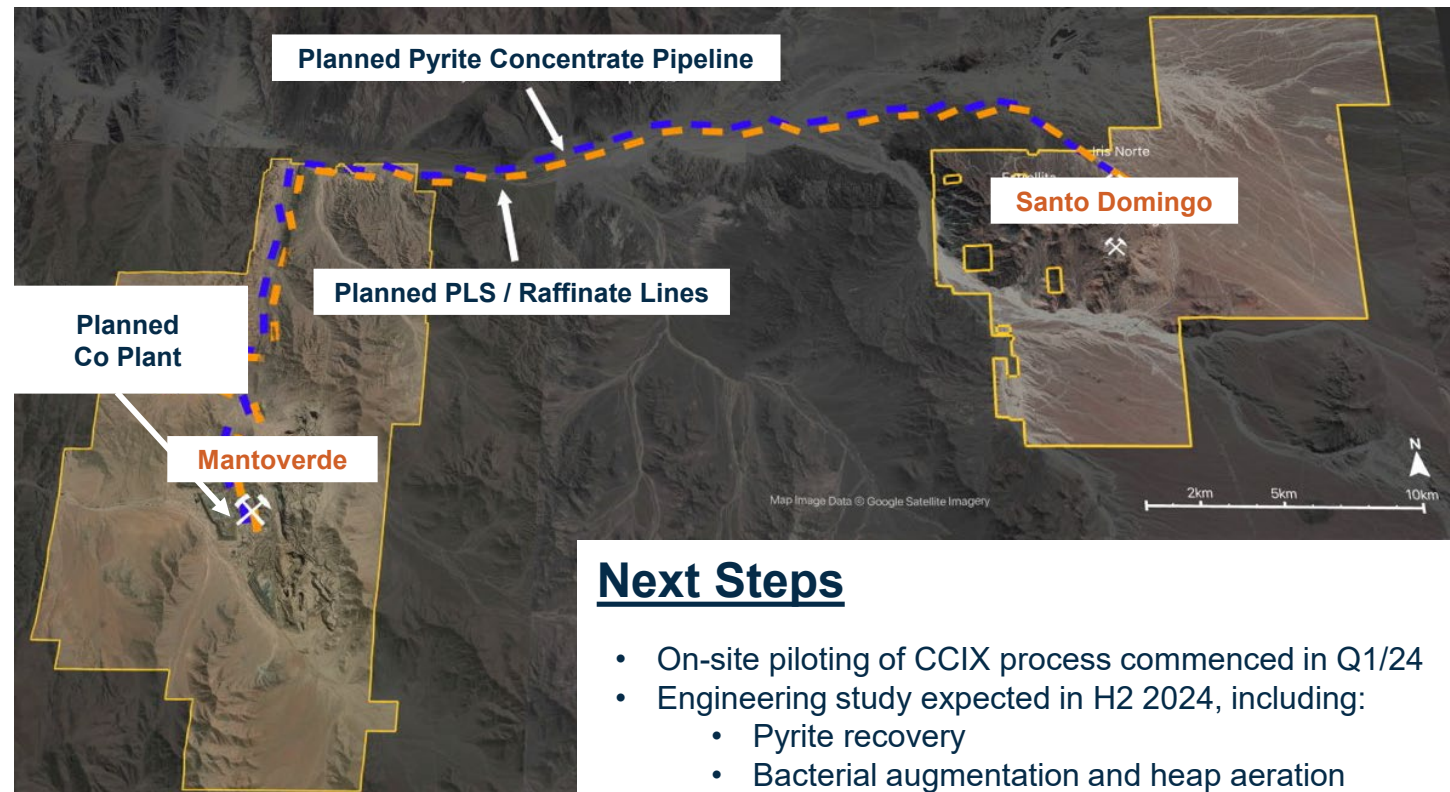 Planned Pyrite Concentrate Pipeline
Iris Norte
Santo Domingo
Planned PLS / Raffinate Lines
Planned
Co Plant
Mantoverde
N
2km 5km 10km
Map Image Data © Google Satellite Imagery
Next Steps
• On-site piloting of CCIX process commenced in Q1/24
• Engineering study expected in H2 2024, including:
• Pyrite recovery
• Bacterial augmentation and heap aeration